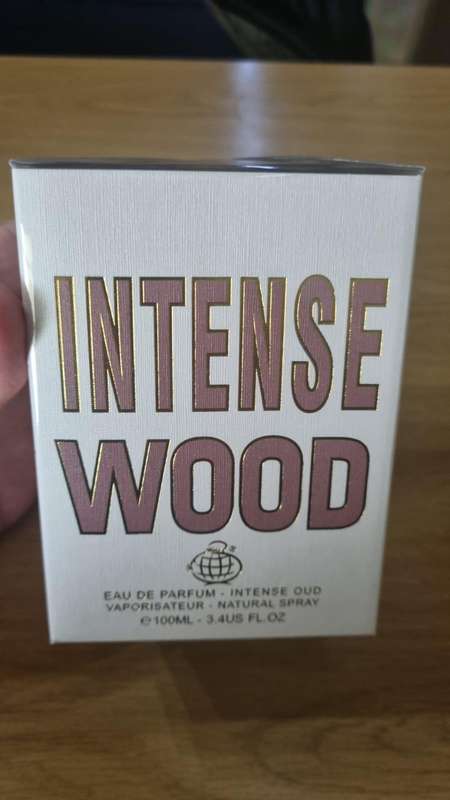 INTENSE
WOOD
EAU DE PARFUM - INTENSE OUD
VAPORISATEUR - NATURAL SPRAY
℮100ML - 3.4US FL.OZ